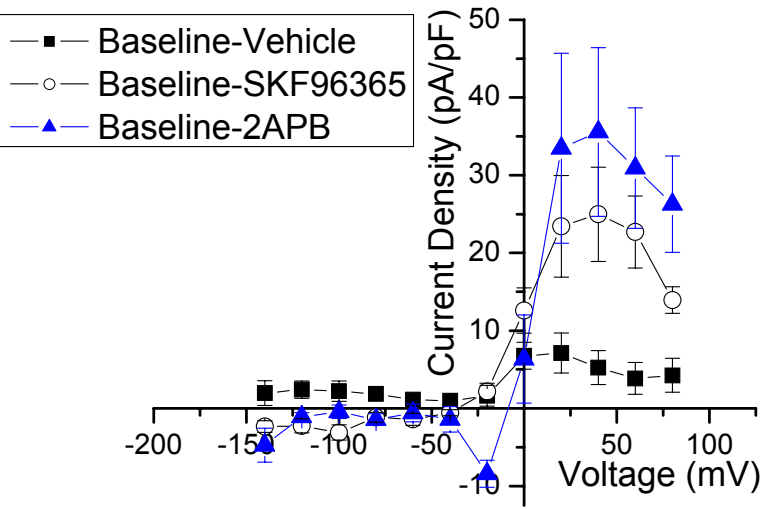 Baseline-Vehicle
Baseline-SKF96365
Baseline-2APB
Current Density (pA/pF)
50
40
30
20
10
-10
-200
-150
-100
-50
50
100
Voltage (mV)